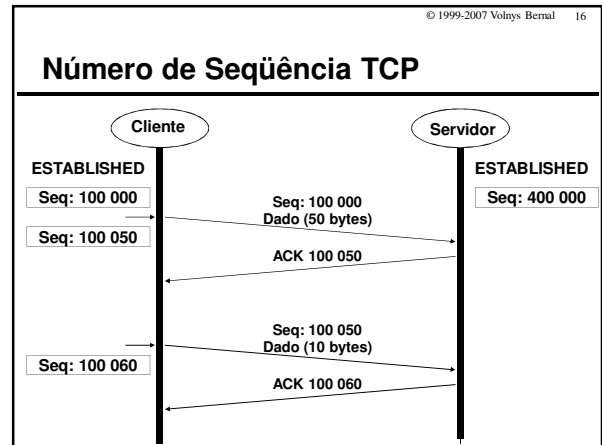 © 1999-2007 Volnys Bernal 16
Número de Seqüência TCP
Cliente
Servidor
ESTABLISHED
ESTABLISHED
Seq: 100 000
Seq: 100 000
Dado (50 bytes)
Seq: 400 000
Seq: 100 050
ACK 100 050
Seq: 100 050
Dado (10 bytes)
Seq: 100 060
ACK 100 060